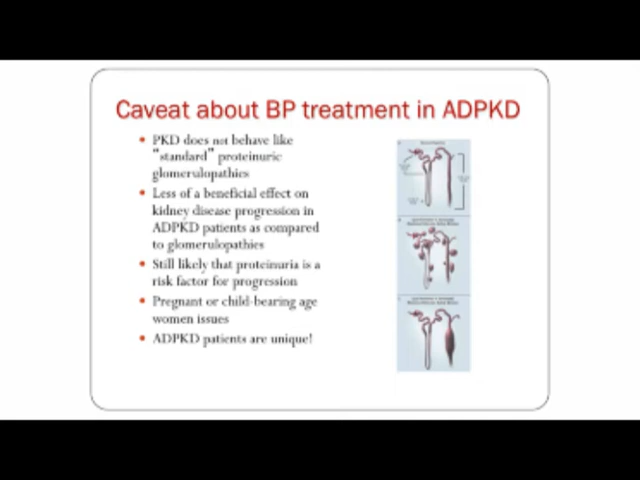 Caveat about BP treatment in ADPKD
• PKD does not behave like
“standard” proteinuric
glomerulopathies
• Less of a beneficial effect on
kidney disease progression in
ADPKD patients as compared
to glomerulopathies
• Still likely that proteinuria is a
risk factor for progression
• Pregnant or child-bearing age
women issues
• ADPKD patients are unique!